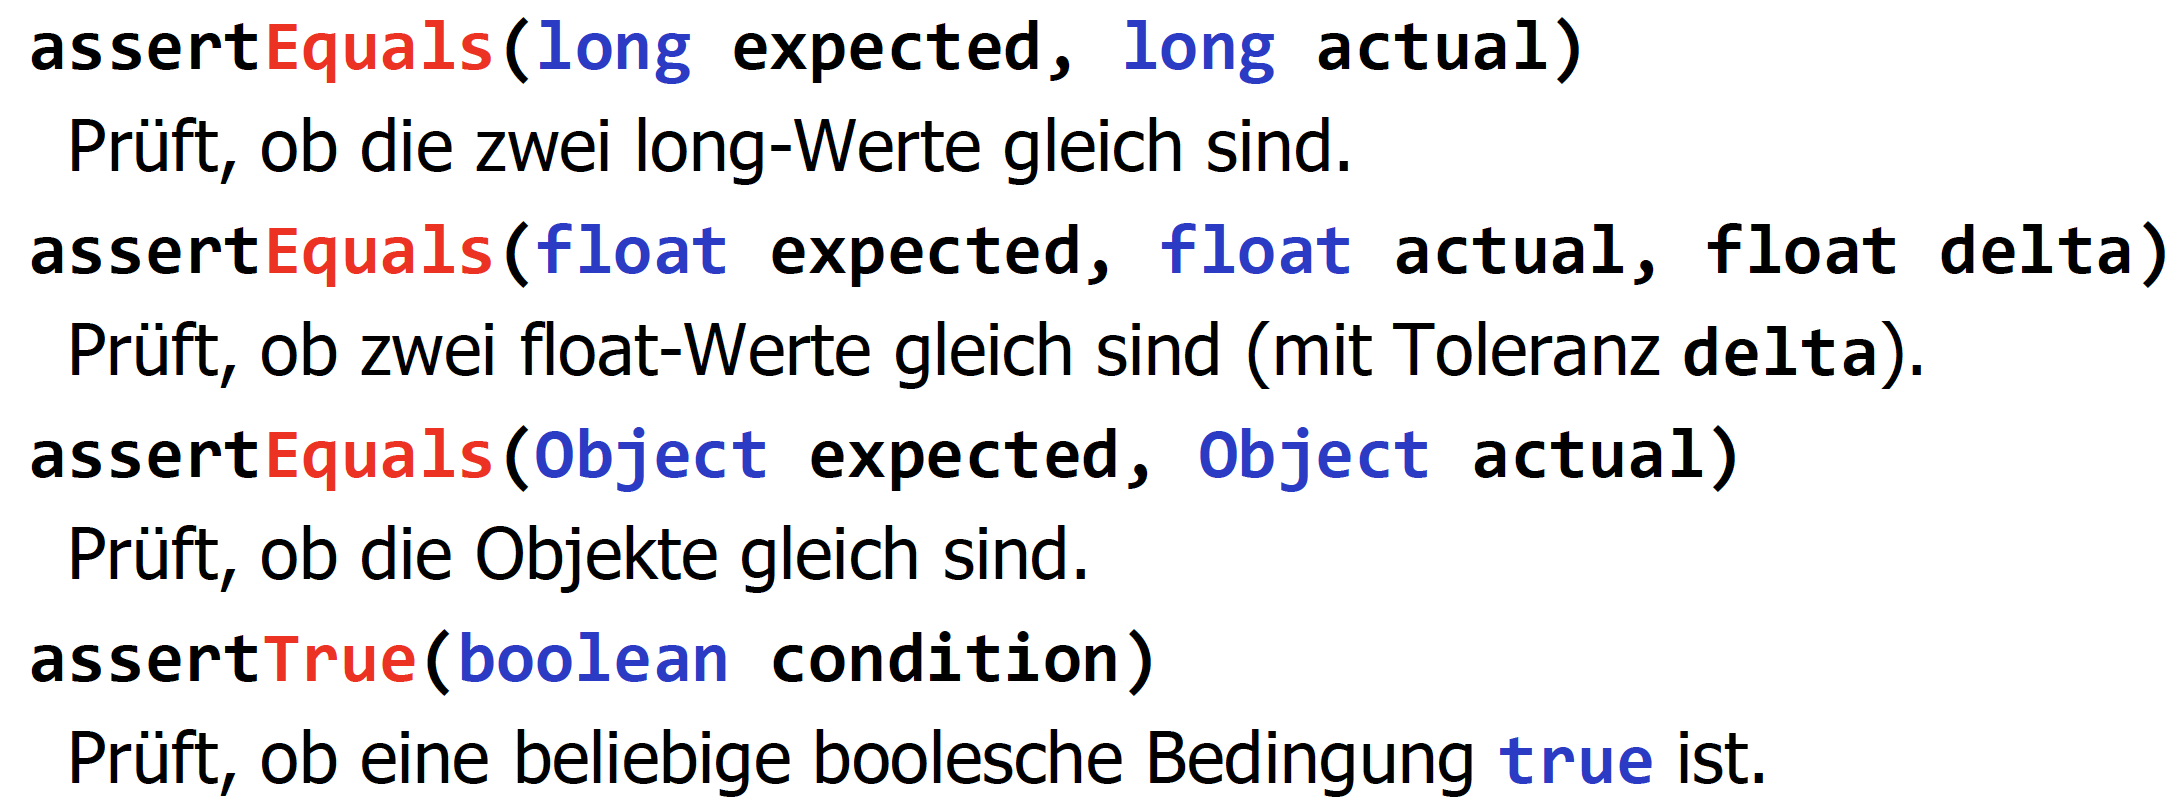 assertEquals(long expected, long actual)
Prüft, ob die zwei long-Werte gleich sind.
assertEquals(float expected, float actual, float delta)
Prüft, ob zwei float-Werte gleich sind (mit Toleranz delta).
assertEquals(Object expected, Object actual)
Prüft, ob die Objekte gleich sind.
assertTrue(boolean condition)
Prüft, ob eine beliebige boolesche Bedingung true ist.